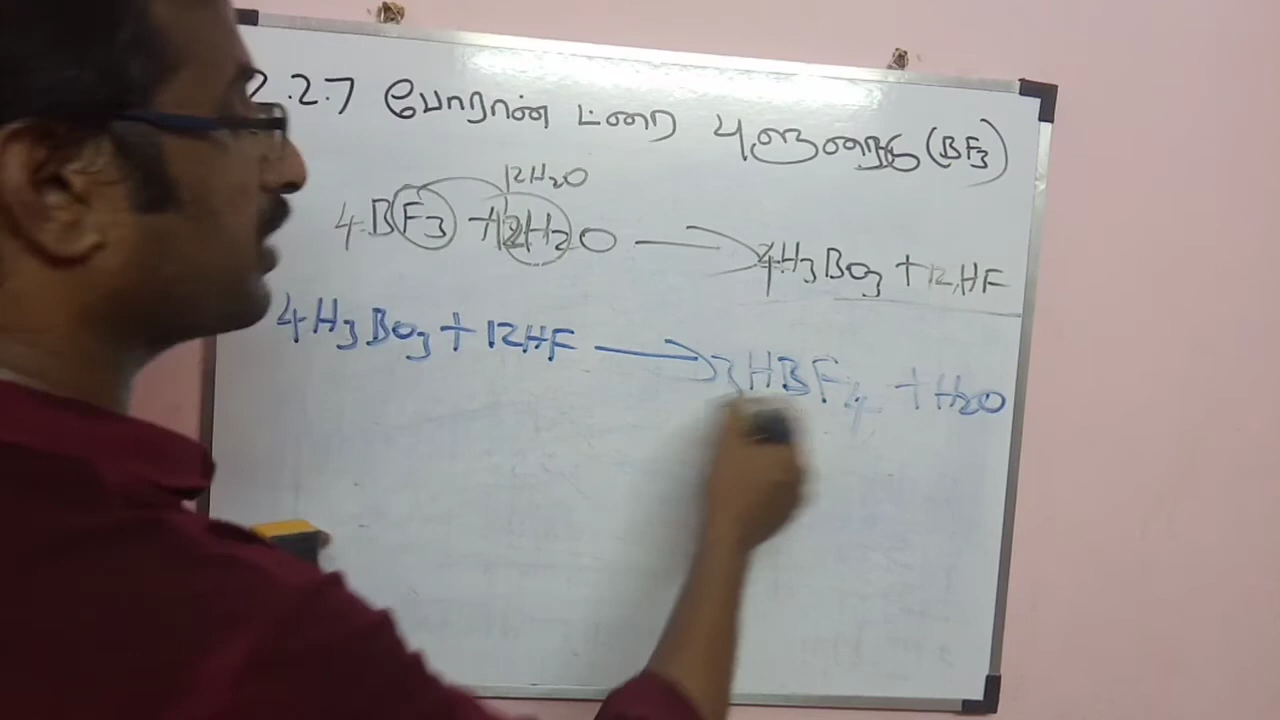 2.2.7 போரான் ட்ரை புளூரைடு (BF₃)
12H₂O
4BF₃ + 12H₂O → 4H₃BO₃ + 12HF
4H₃BO₃ + 12HF → 3HBF₄ + H₂O